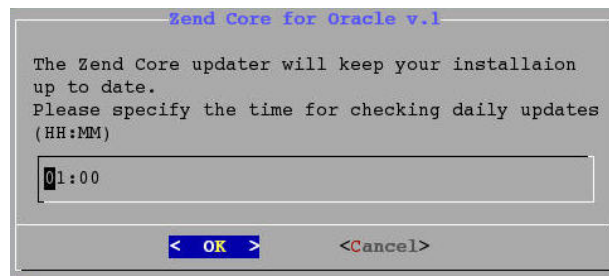 Zend Core for Oracle v.1
The Zend Core updater will keep your installaion
up to date.
Please specify the time for checking daily updates
(HH:MM)
01:00
< OK > <Cancel>